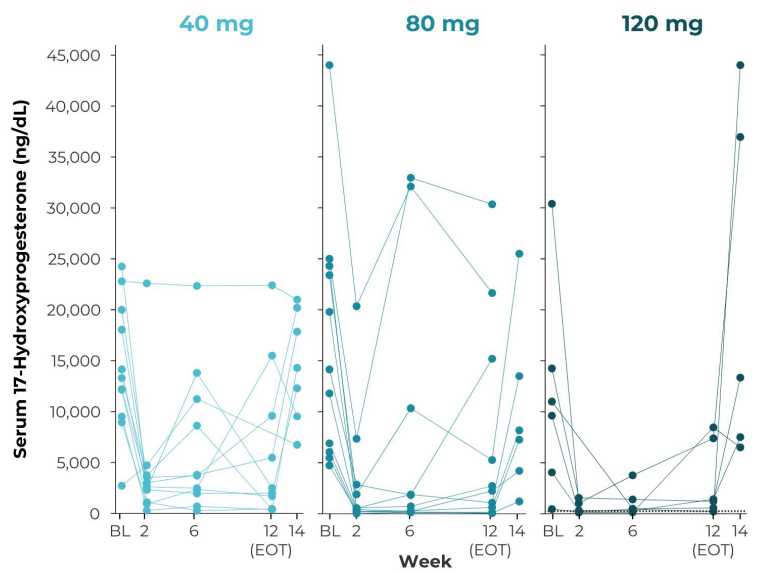 40 mg 80 mg 120 mg
Serum 17-Hydroxyprogesterone (ng/dL)
45,000
40,000
35,000
30,000
25,000
20,000
15,000
10,000
5,000
0
BL 2 6 12 14 BL 2 6 12 14 BL 2 6 12 14
(EOT) (EOT) (EOT)
Week